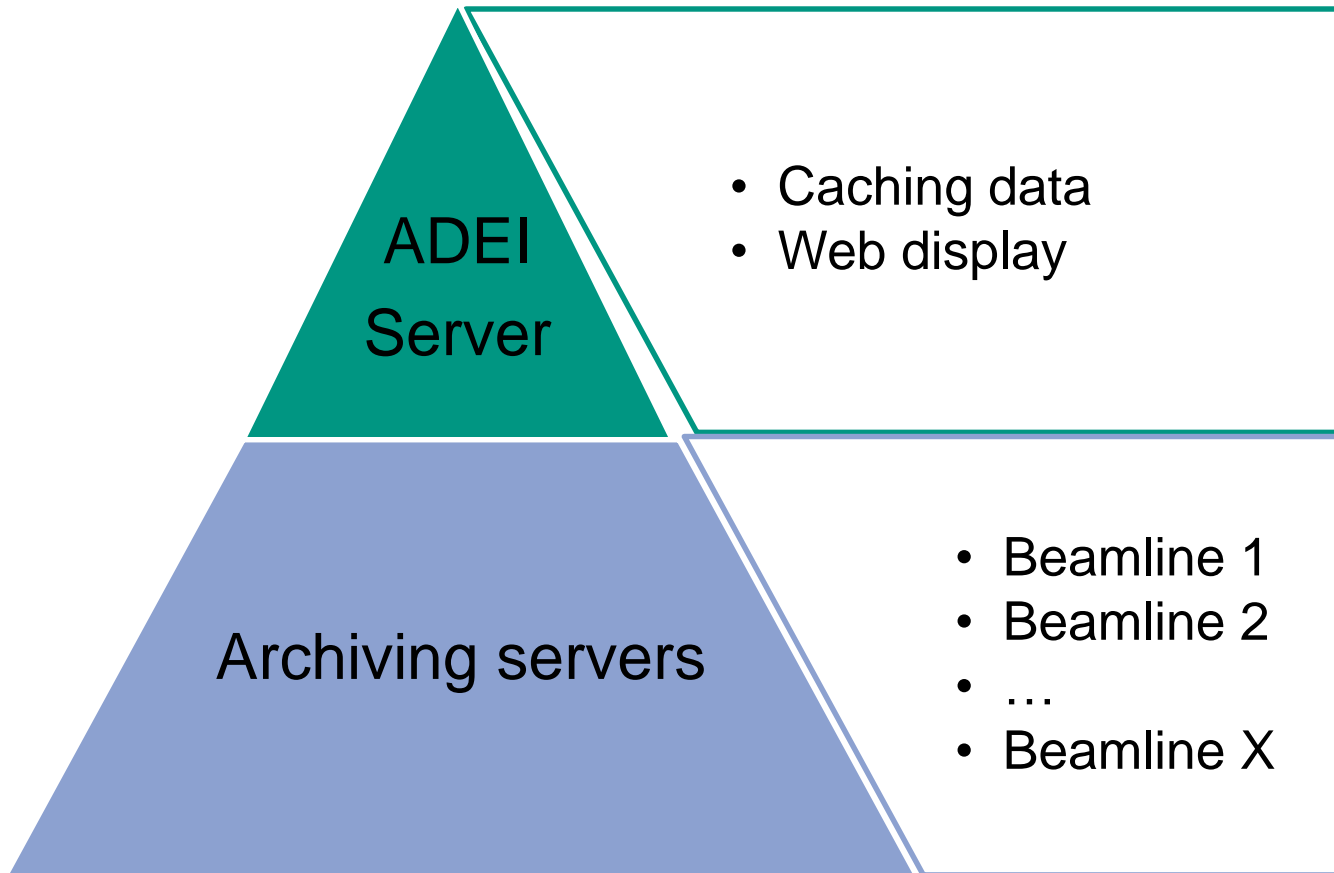 ADEI
Server
• Caching data
• Web display
Archiving servers
• Beamline 1
• Beamline 2
• …
• Beamline X